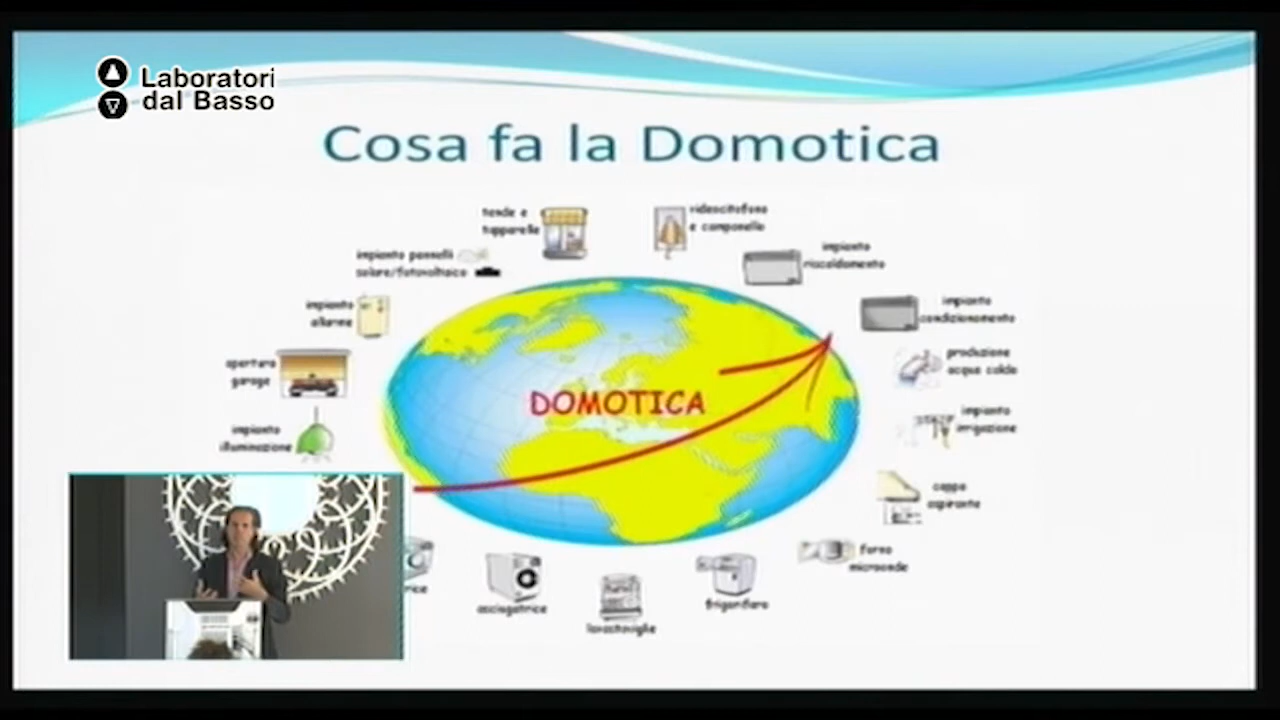 Laboratori
dal Basso
Cosa fa la Domotica
tende e
tapparelle
videocitofono
e campanello
impianto pannelli
solare/fotovoltaico
impianto
riscaldamento
impianto
allarme
impianto
condizionamento
apertura
garage
produzione
acqua calda
DOMOTICA
impianto
illuminazione
impianto
irrigazione
cappa
aspirante
forno
microonde
rice
asciugatrice
lavastoviglie
frigorifero